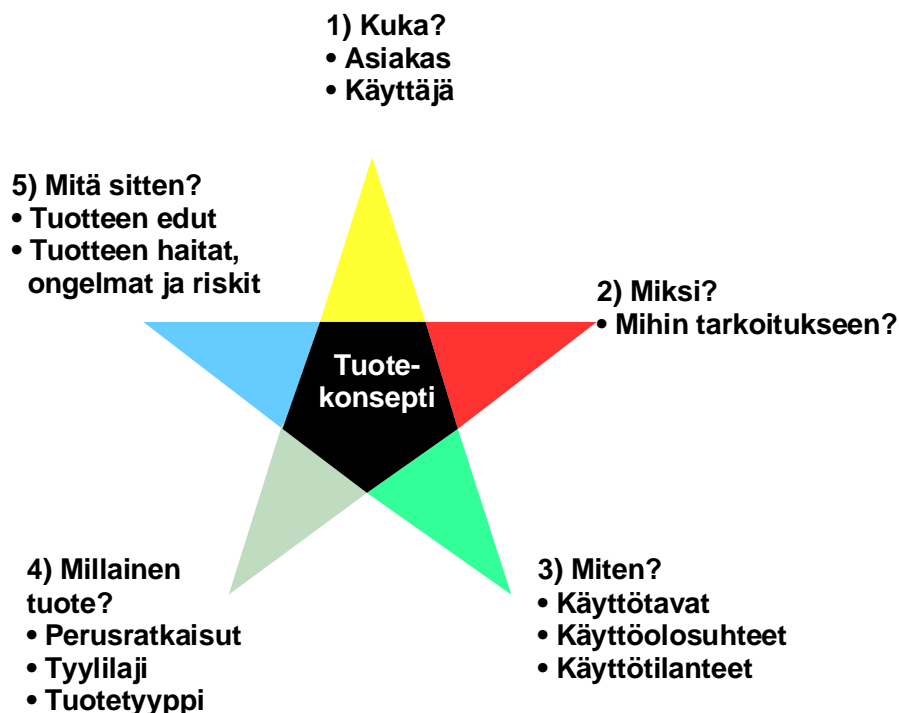 1) Kuka?
• Asiakas
• Käyttäjä
5) Mitä sitten?
• Tuotteen edut
• Tuotteen haitat,
ongelmat ja riskit
2) Miksi?
• Mihin tarkoitukseen?
Tuote-
konsepti
4) Millainen
tuote?
• Perusratkaisut
• Tyylilaji
• Tuotetyyppi
3) Miten?
• Käyttötavat
• Käyttöolosuhteet
• Käyttötilanteet